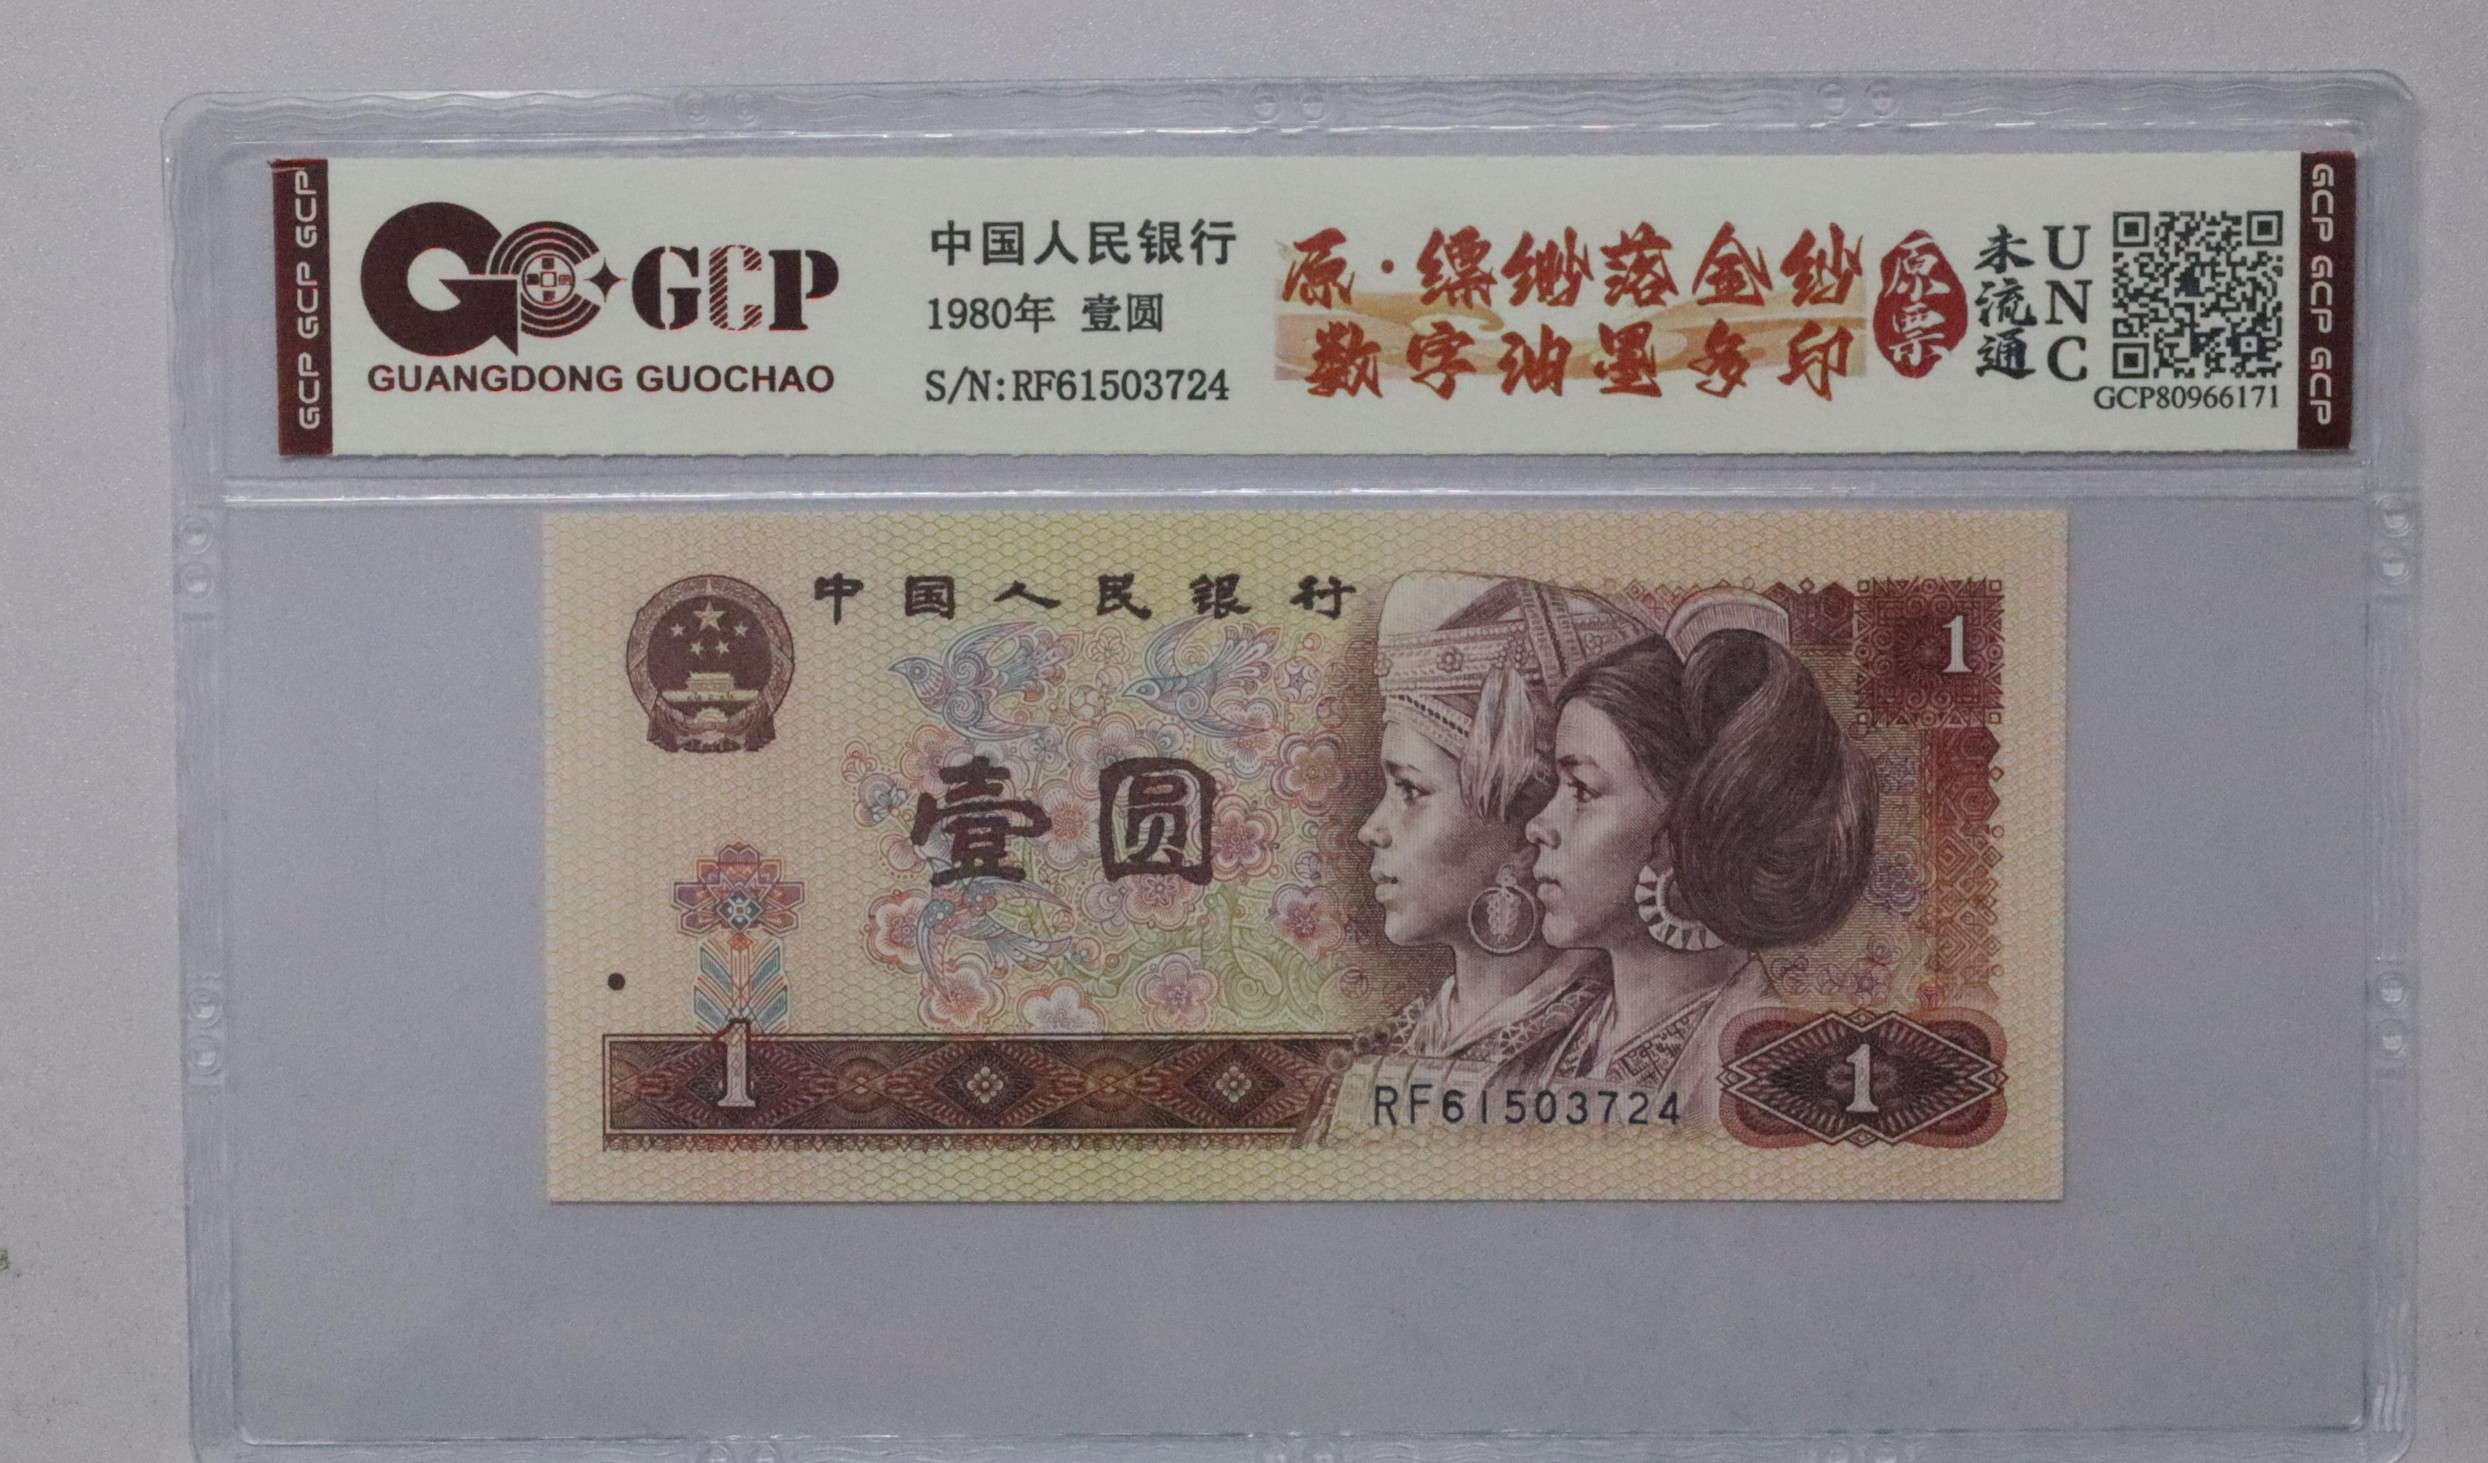 GCP GCP GCP
GCP
GUANGDONG GUOCHAO
中国人民银行
1980年 壹圆
S/N:RF61503724
原·缥缈落金纱
数字油墨多印
原票
未流通
UNC
GCP80966171
GCP GCP GCP
中国人民银行
1
壹圆
1
RF61503724
1